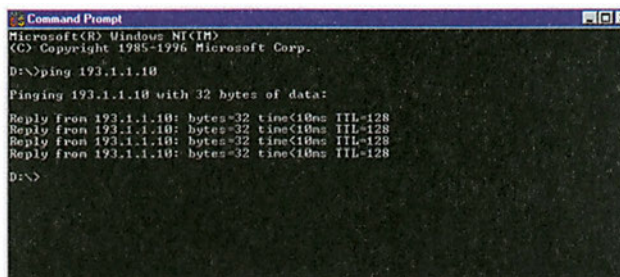 Command Prompt
Microsoft(R) Windows NT(TM)
(C) Copyright 1985-1996 Microsoft Corp.
D:\>ping 193.1.1.10
Pinging 193.1.1.10 with 32 bytes of data:
Reply from 193.1.1.10: bytes=32 time<10ms TTL=128
Reply from 193.1.1.10: bytes=32 time<10ms TTL=128
Reply from 193.1.1.10: bytes=32 time<10ms TTL=128
Reply from 193.1.1.10: bytes=32 time<10ms TTL=128
D:\>